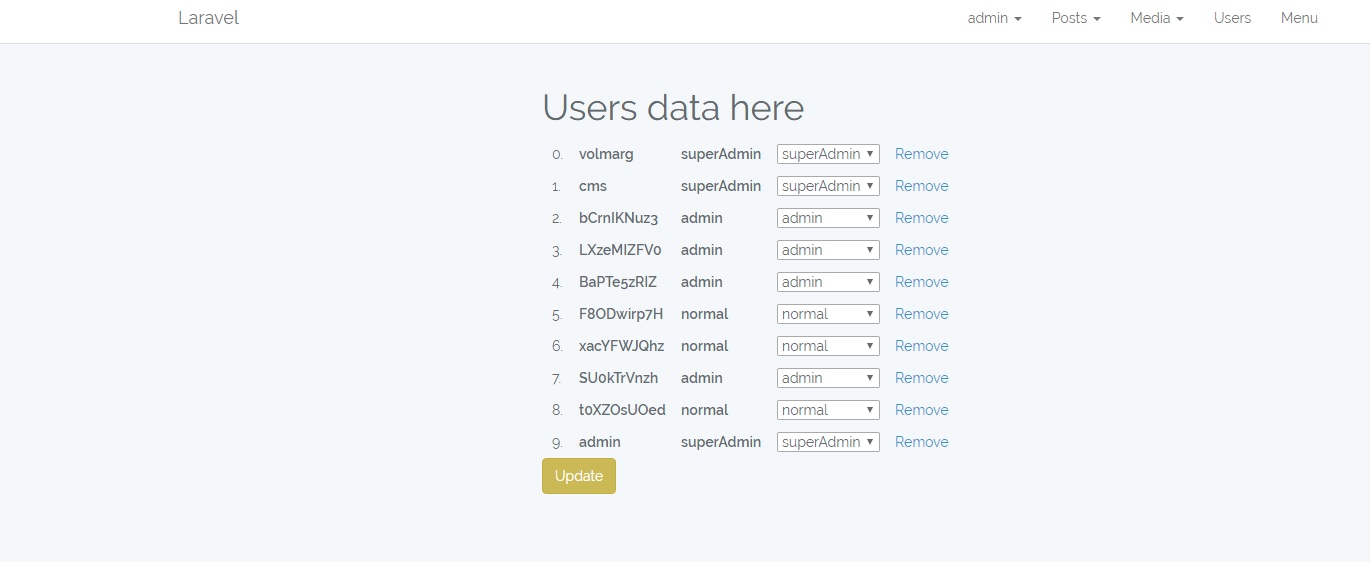 Laravel admin Posts Media Users Menu
Users data here
0. volmarg superAdmin superAdmin Remove
1. cms superAdmin superAdmin Remove
2. bCrnIKNuz3 admin admin Remove
3. LXzeMIZFV0 admin admin Remove
4. BaPTe5zRIZ admin admin Remove
5. F8ODwirp7H normal normal Remove
6. xacYFWJQhz normal normal Remove
7. SU0kTrVnzh admin admin Remove
8. t0XZOsUOed normal normal Remove
9. admin superAdmin superAdmin Remove
Update